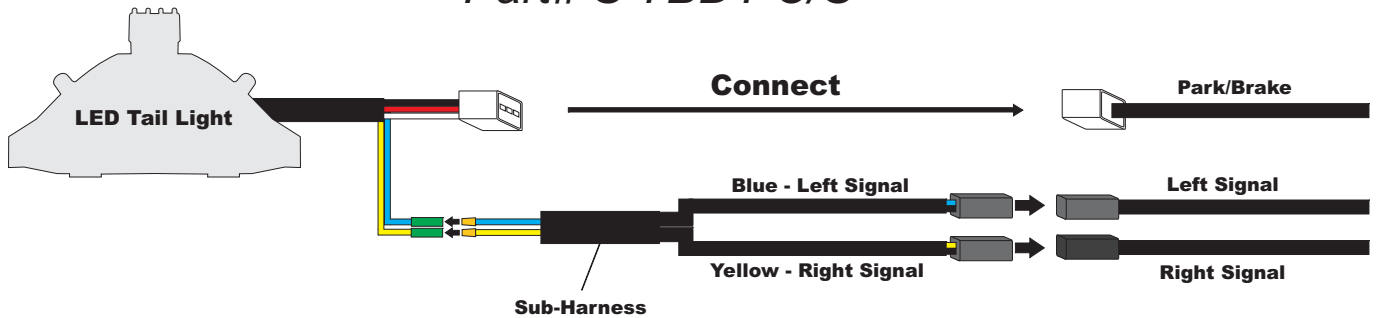 Connect
Park/Brake
LED Tail Light
Blue - Left Signal
Left Signal
Yellow - Right Signal
Right Signal
Sub-Harness